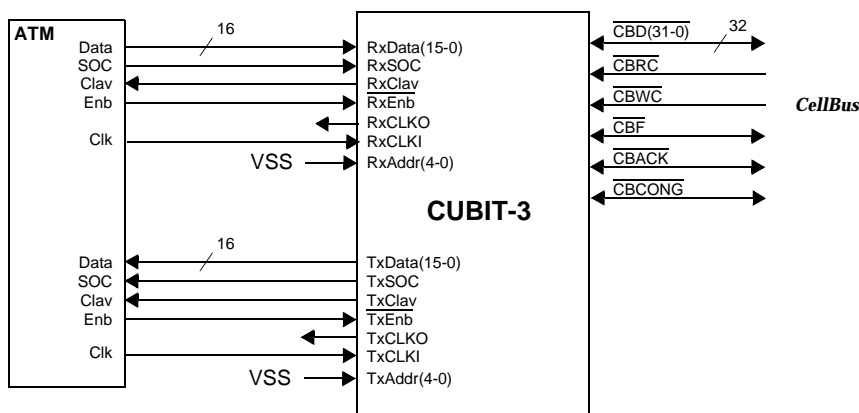 ATM
16
Data
RxData(15-0)
SOC
RxSOC
Clav
RxClav
Enb
RxEnb
RxCLKO
Clk
RxCLKI
VSS
RxAddr(4-0)
CUBIT-3
CBD(31-0)
32
CBRC
CBWC
CellBus
CBF
CBACK
CBCONG
16
Data
TxData(15-0)
SOC
TxSOC
Clav
TxClav
Enb
TxEnb
TxCLKO
Clk
TxCLKI
VSS
TxAddr(4-0)